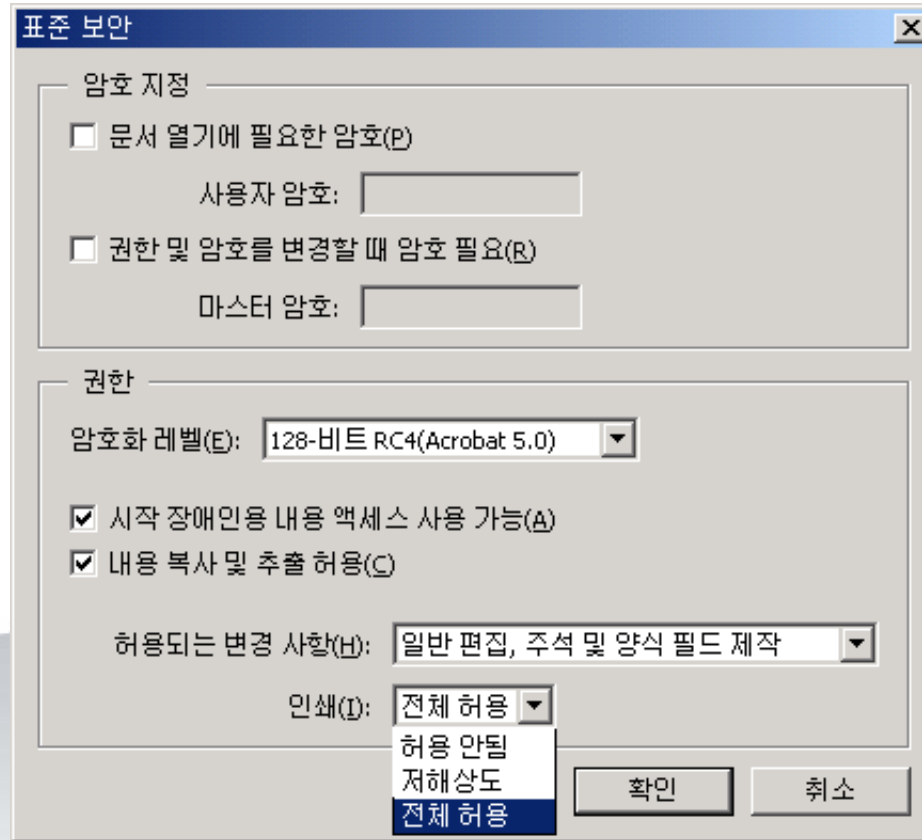 표준 보안
암호 지정
문서 열기에 필요한 암호(P)
사용자 암호:
권한 및 암호를 변경할 때 암호 필요(R)
마스터 암호:
권한
암호화 레벨(E): 128-비트 RC4(Acrobat 5.0)
시작 장애인용 내용 액세스 사용 가능(A)
내용 복사 및 추출 허용(C)
허용되는 변경 사항(H): 일반 편집, 주석 및 양식 필드 제작
인쇄(I): 전체 허용
허용 안됨
저해상도
전체 허용
확인 취소